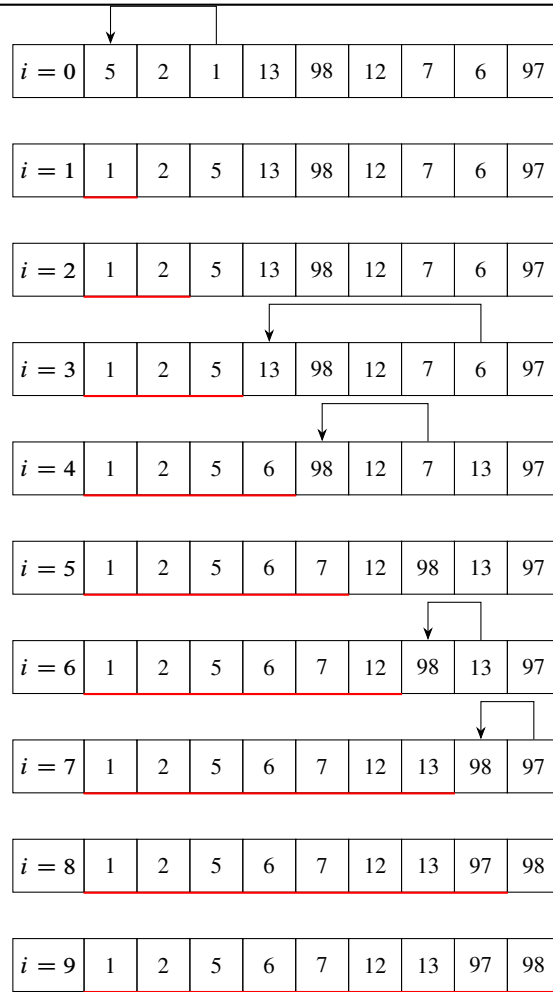 i = 0 5 2 1 13 98 12 7 6 97
i = 1 1 2 5 13 98 12 7 6 97
i = 2 1 2 5 13 98 12 7 6 97
i = 3 1 2 5 13 98 12 7 6 97
i = 4 1 2 5 6 98 12 7 13 97
i = 5 1 2 5 6 7 12 98 13 97
i = 6 1 2 5 6 7 12 98 13 97
i = 7 1 2 5 6 7 12 13 98 97
i = 8 1 2 5 6 7 12 13 97 98
i = 9 1 2 5 6 7 12 13 97 98